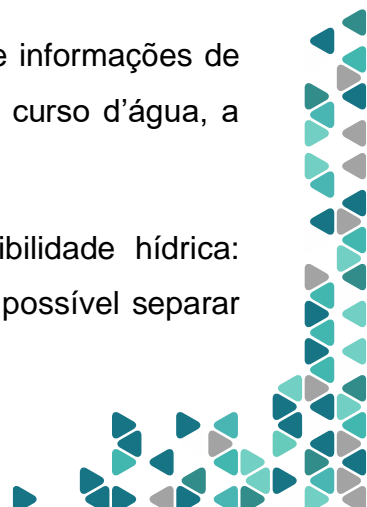 e informações de
curso d’água, a
ibilidade hídrica:
possível separar